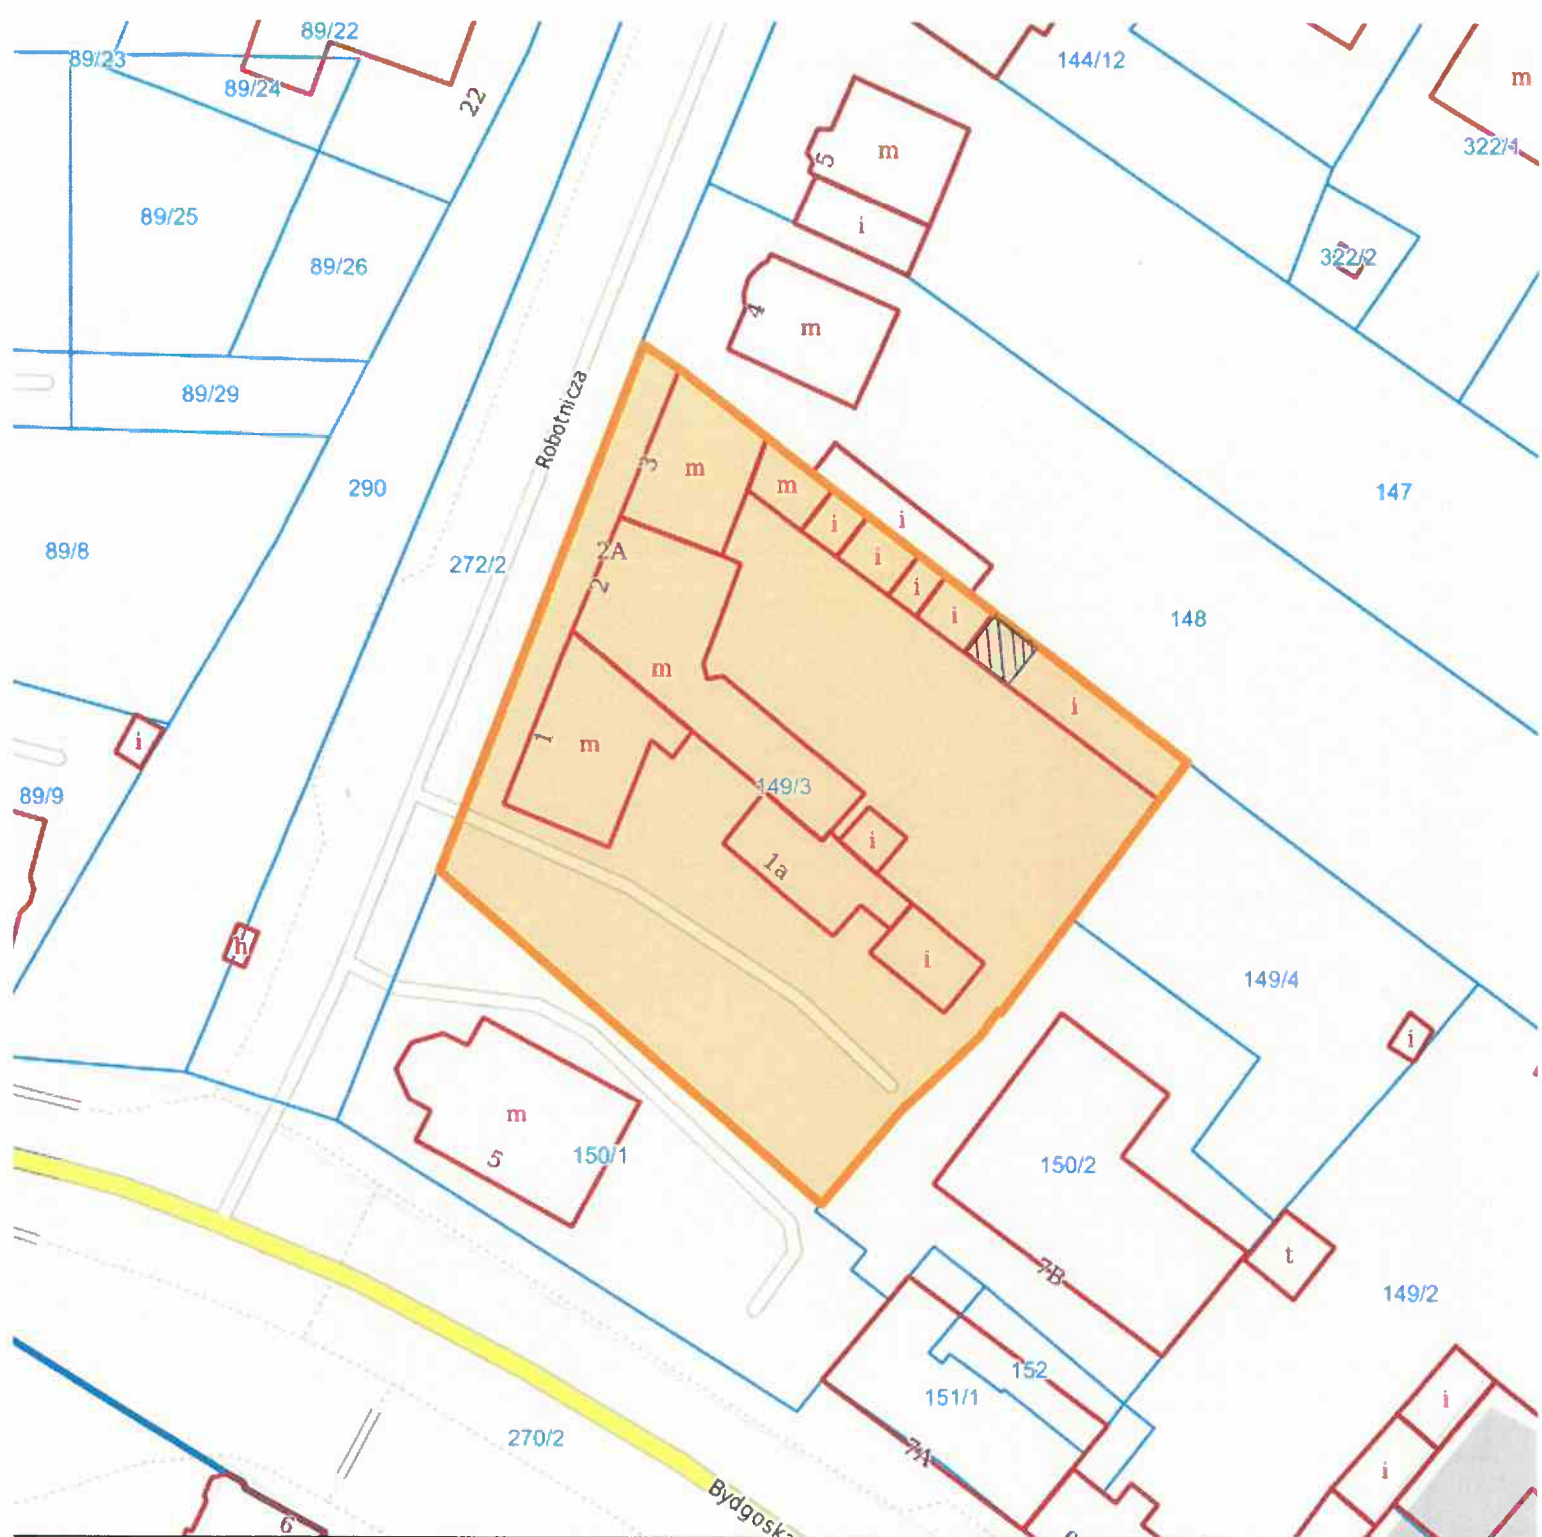 89/22
89/23
89/24
22
144/12
m
322/1
5
m
89/25
i
322/2
89/26
4
m
89/29
Robotnicza
3
m
m
290
147
i
i
89/8
2A
i
272/2
2
i
i
148
m
i
1
m
i
149/3
89/9
i
1a
h
i
149/4
i
m
5
150/1
150/2
t
7B
149/2
152
151/1
i
270/2
7A
i
Bydgoska
6